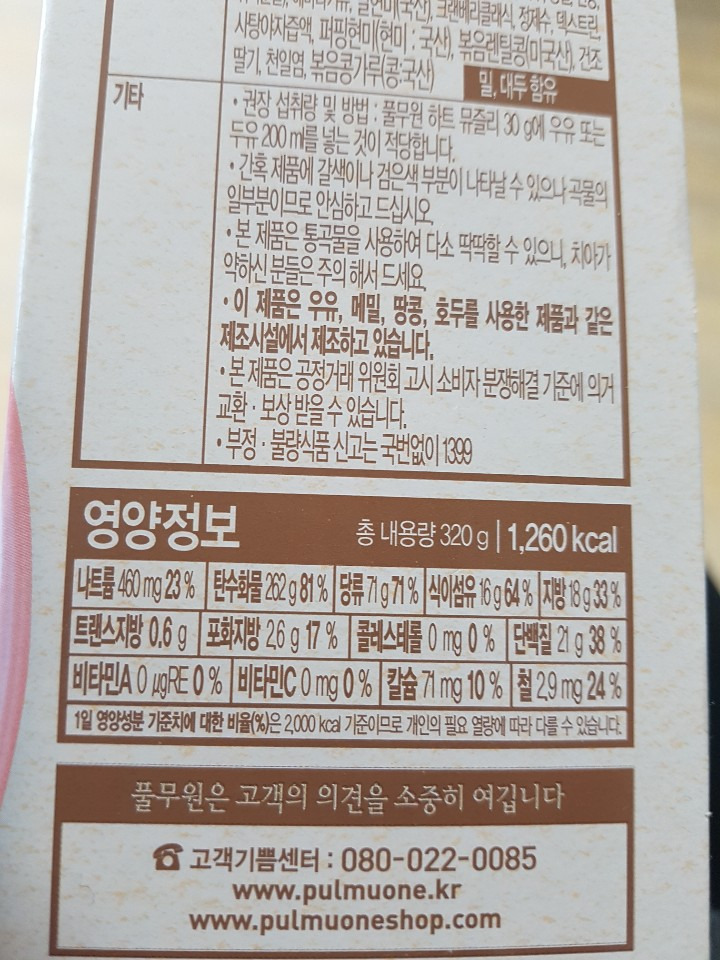 크랜베리클래식, 정제수, 덱스트린,
사탕야자즙액, 퍼핑현미(현미 : 국산), 볶음렌틸콩(미국산), 건조
딸기, 천일염, 볶음콩가루(콩:국산)
밀, 대두 함유
기타
• 권장 섭취량 및 방법 : 풀무원 하트 뮤즐리 30 g에 우유 또는
두유 200 ml를 넣는 것이 적당합니다.
• 간혹 제품에 갈색이나 검은색 부분이 나타날 수 있으나 곡물의
일부분이므로 안심하고 드십시오.
• 본 제품은 통곡물을 사용하여 다소 딱딱할 수 있으니, 치아가
약하신 분들은 주의 해서 드세요.
• 이 제품은 우유, 메밀, 땅콩, 호두를 사용한 제품과 같은
제조시설에서 제조하고 있습니다.
• 본 제품은 공정거래 위원회 고시 소비자 분쟁해결 기준에 의거
교환 · 보상 받을 수 있습니다.
• 부정 · 불량식품 신고는 국번없이 1399
영양정보 총 내용량 320 g | 1,260 kcal
나트륨 460 mg 23 % 탄수화물 262 g 81 % 당류 71 g 71 % 식이섬유 16 g 64 % 지방 18 g 33 %
트랜스지방 0.6 g 포화지방 2.6 g 17 % 콜레스테롤 0 mg 0 % 단백질 21 g 38 %
비타민A 0 μgRE 0 % 비타민C 0 mg 0 % 칼슘 71 mg 10 % 철 2.9 mg 24 %
1일 영양성분 기준치에 대한 비율(%)은 2,000 kcal 기준이므로 개인의 필요 열량에 따라 다를 수 있습니다.
풀무원은 고객의 의견을 소중히 여깁니다
☎ 고객기쁨센터 : 080-022-0085
www.pulmuone.kr
www.pulmuoneshop.com